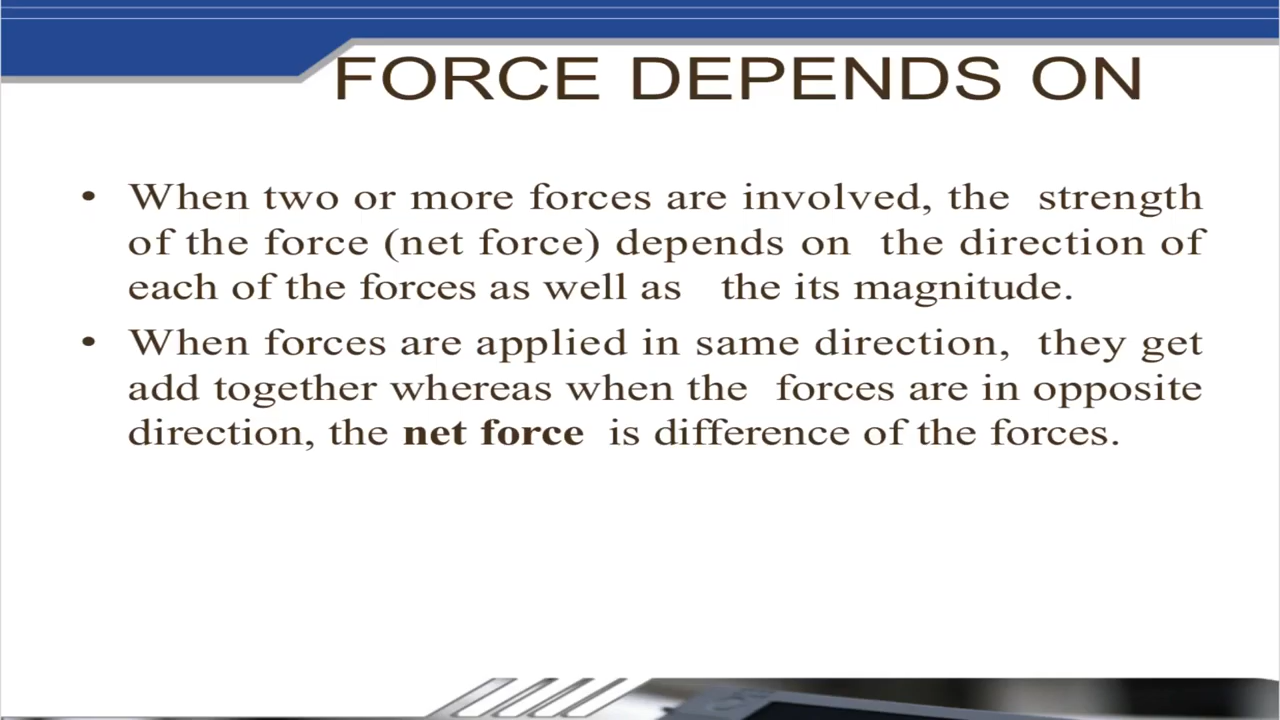 FORCE DEPENDS ON
• When two or more forces are involved, the strength
of the force (net force) depends on the direction of
each of the forces as well as the its magnitude.
• When forces are applied in same direction, they get
add together whereas when the forces are in opposite
direction, the net force is difference of the forces.